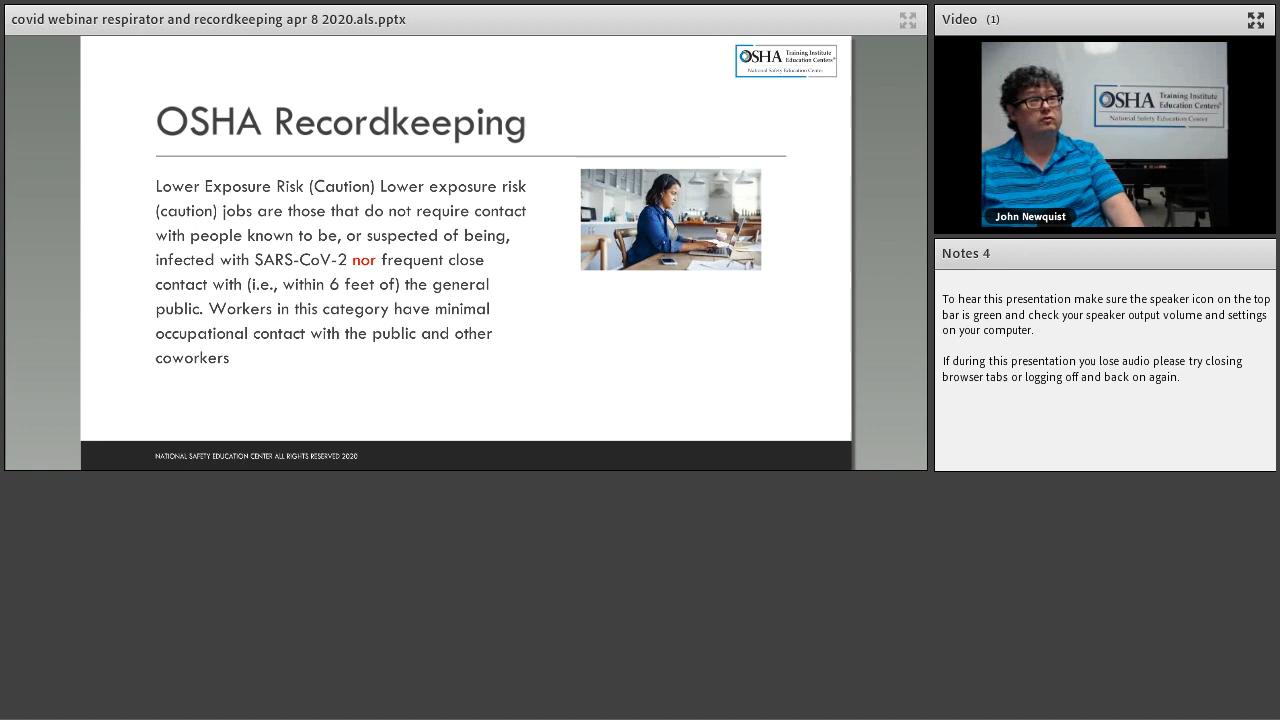 covid webinar respirator and recordkeeping apr 8 2020.als.pptx
OSHA Training Institute
Education Centers®
National Safety Education Center
OSHA Recordkeeping
Lower Exposure Risk (Caution) Lower exposure risk
(caution) jobs are those that do not require contact
with people known to be, or suspected of being,
infected with SARS-CoV-2 nor frequent close
contact with (i.e., within 6 feet of) the general
public. Workers in this category have minimal
occupational contact with the public and other
coworkers
NATIONAL SAFETY EDUCATION CENTER ALL RIGHTS RESERVED 2020
Video (1)
OSHA Training Institute
Education Centers®
National Safety Education Center
John Newquist
Notes 4
To hear this presentation make sure the speaker icon on the top
bar is green and check your speaker output volume and settings
on your computer.
If during this presentation you lose audio please try closing
browser tabs or logging off and back on again.